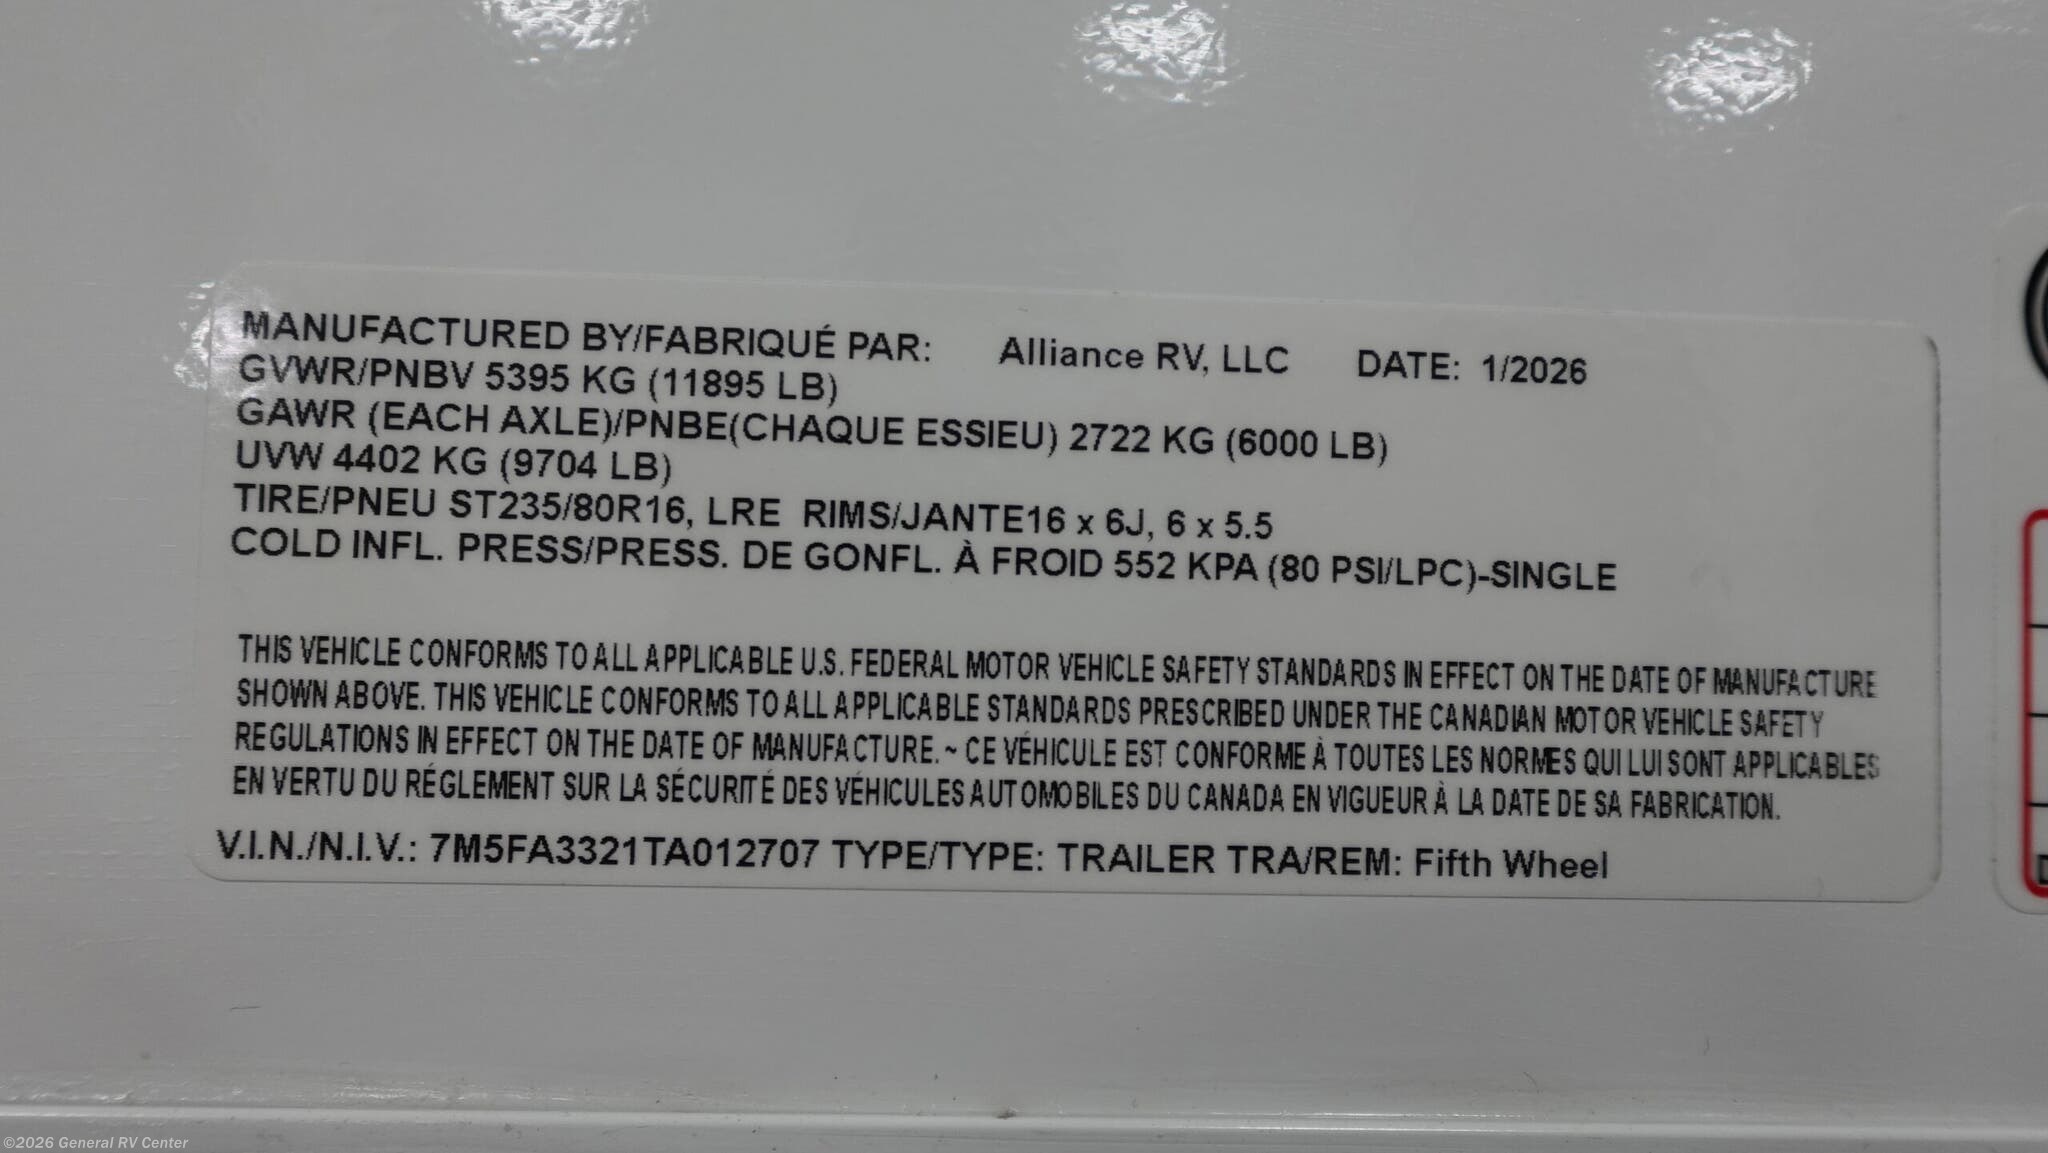 MANUFACTURED BY/FABRIQUÉ PAR: Alliance RV, LLC DATE: 1/2026
GVWR/PNBV 5395 KG (11895 LB)
GAWR (EACH AXLE)/PNBE(CHAQUE ESSIEU) 2722 KG (6000 LB)
UVW 4402 KG (9704 LB)
TIRE/PNEU ST235/80R16, LRE RIMS/JANTE16 x 6J, 6 x 5.5
COLD INFL. PRESS/PRESS. DE GONFL. À FROID 552 KPA (80 PSI/LPC)-SINGLE
THIS VEHICLE CONFORMS TO ALL APPLICABLE U.S. FEDERAL MOTOR VEHICLE SAFETY STANDARDS IN EFFECT ON THE DATE OF MANUFACTURE
SHOWN ABOVE. THIS VEHICLE CONFORMS TO ALL APPLICABLE STANDARDS PRESCRIBED UNDER THE CANADIAN MOTOR VEHICLE SAFETY
REGULATIONS IN EFFECT ON THE DATE OF MANUFACTURE. ~ CE VÉHICULE EST CONFORME À TOUTES LES NORMES QUI LUI SONT APPLICABLES
EN VERTU DU RÉGLEMENT SUR LA SÉCURITÉ DES VÉHICULES AUTOMOBILES DU CANADA EN VIGUEUR À LA DATE DE SA FABRICATION.
V.I.N./N.I.V.: 7M5FA3321TA012707 TYPE/TYPE: TRAILER TRA/REM: Fifth Wheel
©2026 General RV Center